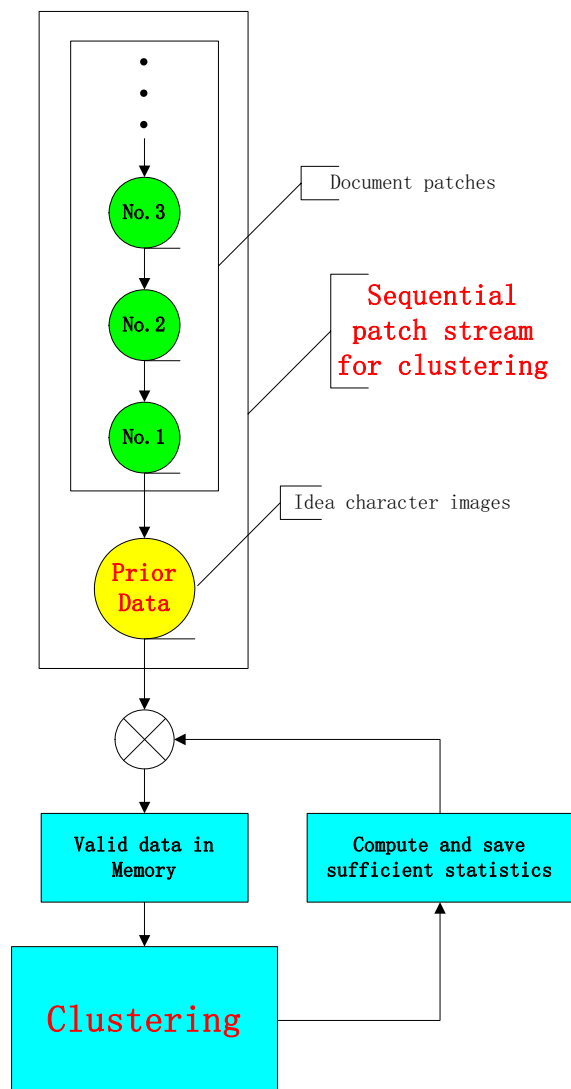 No.3
Document patches
Sequential
patch stream
for clustering
No.2
No.1
Idea character images
Prior
Data
Valid data in
Memory
Compute and save
sufficient statistics
Clustering